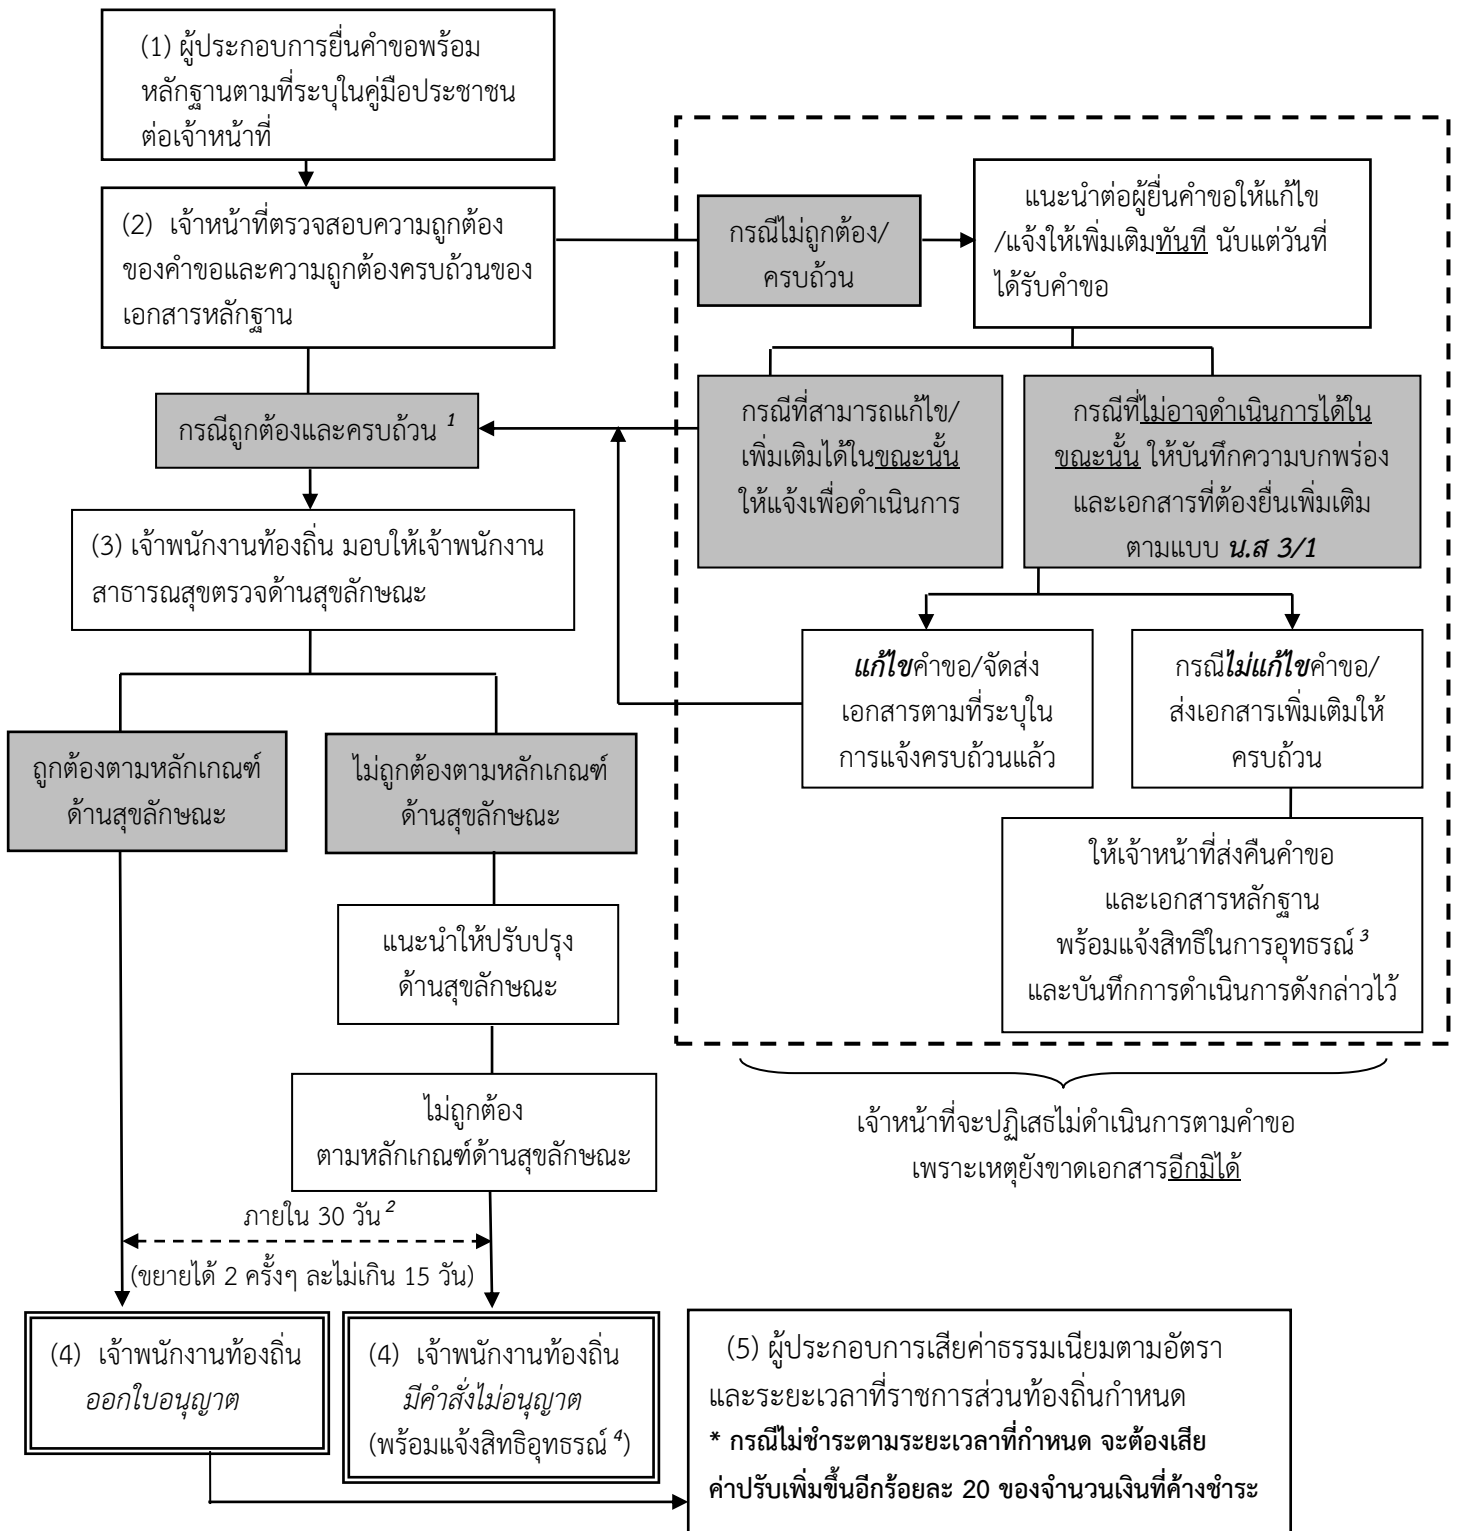 (1) ผู้ประกอบการยื่นคำขอพร้อม
หลักฐานตามที่ระบุในคู่มือประชาชน
ต่อเจ้าหน้าที่
(2) เจ้าหน้าที่ตรวจสอบความถูกต้อง
ของคำขอและความถูกต้องครบถ้วนของ
เอกสารหลักฐาน
กรณีไม่ถูกต้อง/
ครบถ้วน
แนะนำต่อผู้ยื่นคำขอให้แก้ไข
/แจ้งให้เพิ่มเติมทันที นับแต่วันที่
ได้รับคำขอ
กรณีถูกต้องและครบถ้วน 1
กรณีที่สามารถแก้ไข/
เพิ่มเติมได้ในขณะนั้น
ให้แจ้งเพื่อดำเนินการ
กรณีที่ไม่อาจดำเนินการได้ใน
ขณะนั้น ให้บันทึกความบกพร่อง
และเอกสารที่ต้องยื่นเพิ่มเติม
ตามแบบ น.ส 3/1
(3) เจ้าพนักงานท้องถิ่น มอบให้เจ้าพนักงาน
สาธารณสุขตรวจด้านสุขลักษณะ
แก้ไขคำขอ/จัดส่ง
เอกสารตามที่ระบุใน
การแจ้งครบถ้วนแล้ว
กรณีไม่แก้ไขคำขอ/
ส่งเอกสารเพิ่มเติมให้
ครบถ้วน
ถูกต้องตามหลักเกณฑ์
ด้านสุขลักษณะ
ไม่ถูกต้องตามหลักเกณฑ์
ด้านสุขลักษณะ
ให้เจ้าหน้าที่ส่งคืนคำขอ
และเอกสารหลักฐาน
พร้อมแจ้งสิทธิในการอุทธรณ์ 3
และบันทึกการดำเนินการดังกล่าวไว้
แนะนำให้ปรับปรุง
ด้านสุขลักษณะ
ไม่ถูกต้อง
ตามหลักเกณฑ์ด้านสุขลักษณะ
เจ้าหน้าที่จะปฏิเสธไม่ดำเนินการตามคำขอ
เพราะเหตุยังขาดเอกสารอีกมิได้
ภายใน 30 วัน 2
(ขยายได้ 2 ครั้งๆ ละไม่เกิน 15 วัน)
(4) เจ้าพนักงานท้องถิ่น
ออกใบอนุญาต
(4) เจ้าพนักงานท้องถิ่น
มีคำสั่งไม่อนุญาต
(พร้อมแจ้งสิทธิอุทธรณ์ 4)
(5) ผู้ประกอบการเสียค่าธรรมเนียมตามอัตรา
และระยะเวลาที่ราชการส่วนท้องถิ่นกำหนด
* กรณีไม่ชำระตามระยะเวลาที่กำหนด จะต้องเสีย
ค่าปรับเพิ่มขึ้นอีกร้อยละ 20 ของจำนวนเงินที่ค้างชำระ